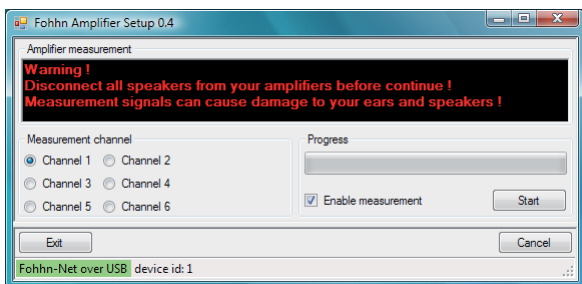 Fohhn Amplifier Setup 0.4
Amplifier measurement
Warning !
Disconnect all speakers from your amplifiers before continue !
Measurement signals can cause damage to your ears and speakers !
Measurement channel
Channel 1 Channel 2
Channel 3 Channel 4
Channel 5 Channel 6
Progress
Enable measurement Start
Exit Cancel
Fohhn-Net over USB device id: 1